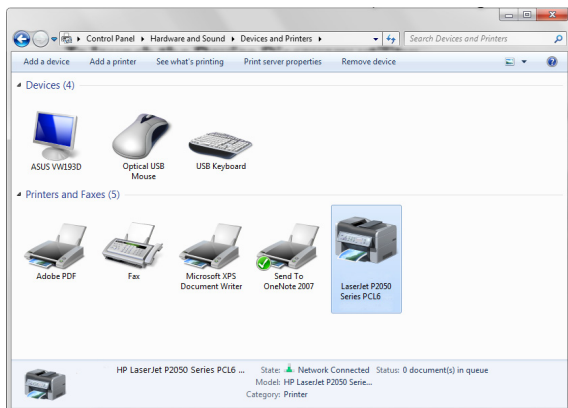 Control Panel ▸ Hardware and Sound ▸ Devices and Printers ▸ Search Devices and Printers
Add a device Add a printer See what's printing Print server properties Remove device
Devices (4)
ASUS VW193D
Optical USB
Mouse
USB Keyboard
Printers and Faxes (5)
Adobe PDF
Fax
Microsoft XPS
Document Writer
Send To
OneNote 2007
LaserJet P2050
Series PCL6
HP LaserJet P2050 Series PCL6 ... State: Network Connected Status: 0 document(s) in queue
Model: HP LaserJet P2050 Serie...
Category: Printer